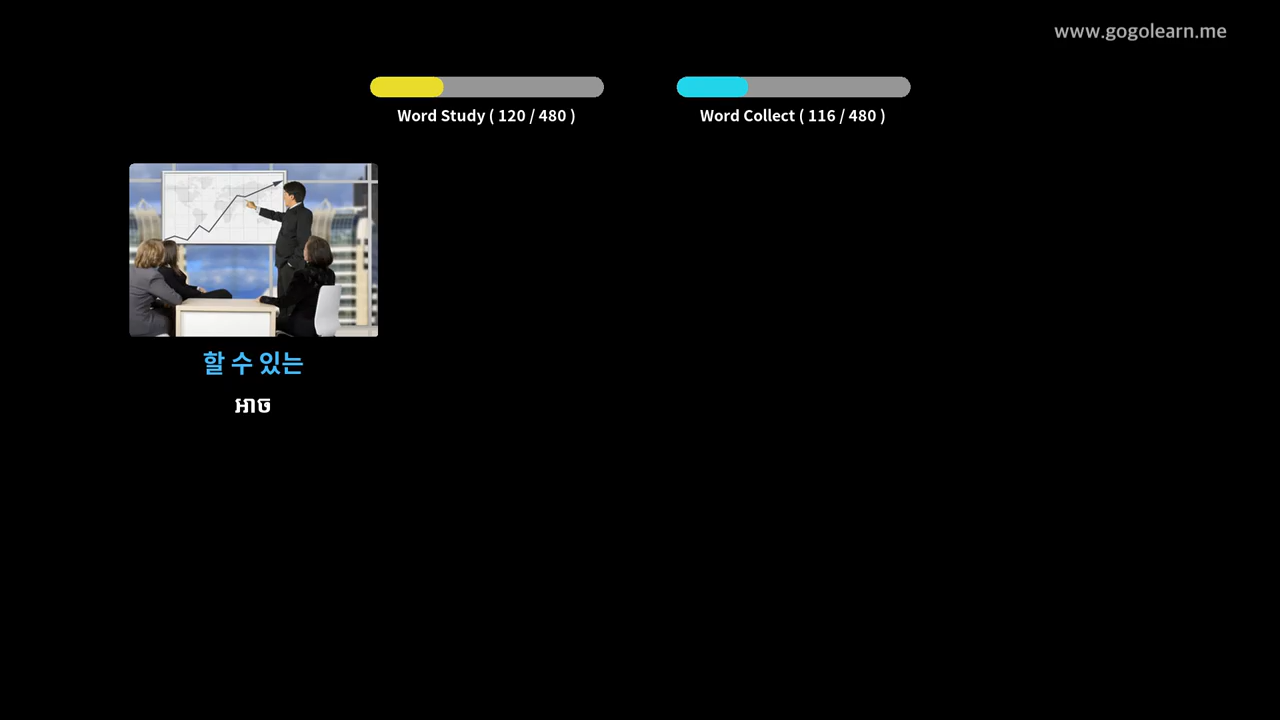 www.gogolearn.me
Word Study ( 120 / 480 )
Word Collect ( 116 / 480 )
할 수 있는
អាច